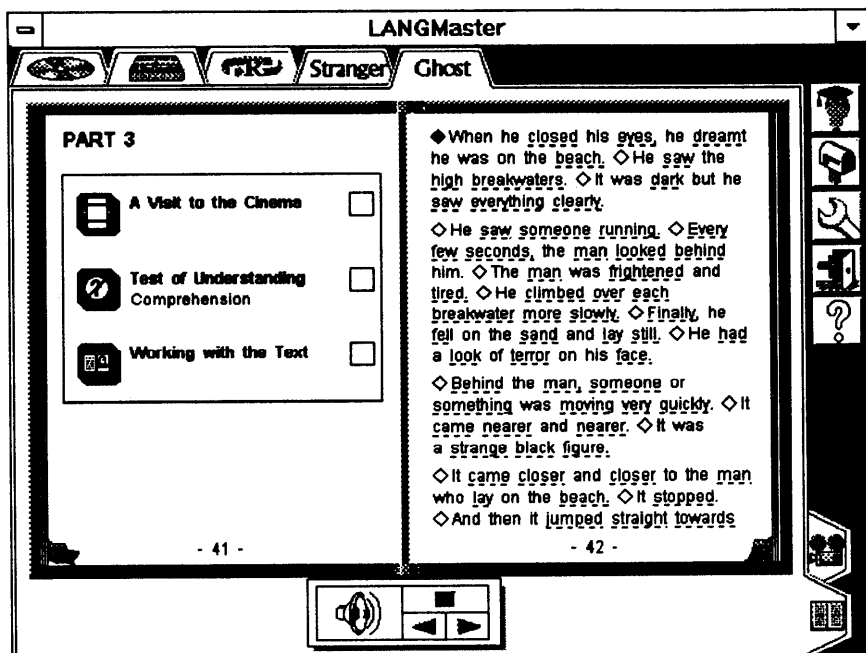 LANGMaster
Stranger
Ghost
PART 3
A Visit to the Cinema
Test of Understanding
Comprehension
Working with the Text
- 41 -
◆When he closed his eyes, he dreamt
he was on the beach. ◇He saw the
high breakwaters. ◇It was dark but he
saw everything clearly.
◇He saw someone running. ◇Every
few seconds, the man looked behind
him. ◇The man was frightened and
tired. ◇He climbed over each
breakwater more slowly. ◇Finally, he
fell on the sand and lay still. ◇He had
a look of terror on his face.
◇Behind the man, someone or
something was moving very quickly. ◇It
came nearer and nearer. ◇It was
a strange black figure.
◇It came closer and closer to the man
who lay on the beach. ◇It stopped.
◇And then it jumped straight towards
- 42 -